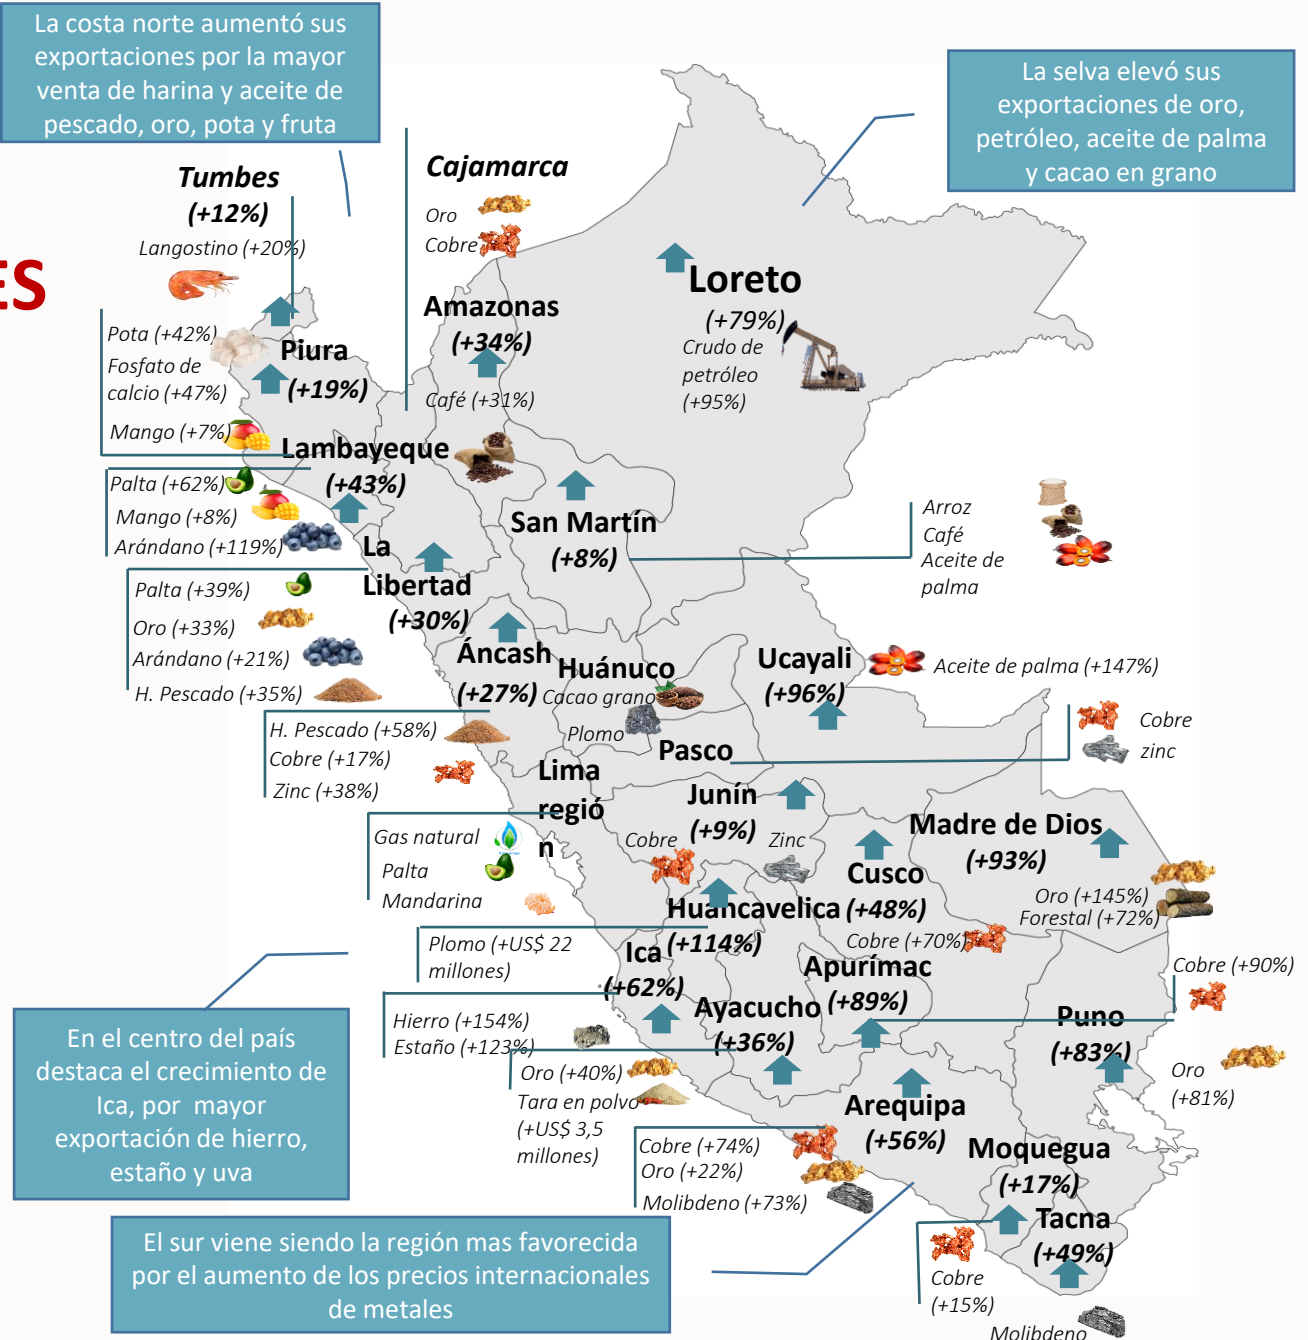 La costa norte aumentó sus
exportaciones por la mayor
venta de harina y aceite de
pescado, oro, pota y fruta
La selva elevó sus
exportaciones de oro,
petróleo, aceite de palma
y cacao en grano
ES
Tumbes
(+12%)
Langostino (+20%)
Cajamarca
Oro
Cobre
Loreto
(+79%)
Crudo de
petróleo
(+95%)
Amazonas
(+34%)
Café (+31%)
Pota (+42%)
Fosfato de
calcio (+47%)
Mango (+7%)
Piura
(+19%)
Lambayeque
(+43%)
Palta (+62%)
Mango (+8%)
Arándano (+119%)
San Martín
(+8%)
Arroz
Café
Aceite de
palma
La
Libertad
(+30%)
Palta (+39%)
Oro (+33%)
Arándano (+21%)
H. Pescado (+35%)
Áncash
(+27%)
H. Pescado (+58%)
Cobre (+17%)
Zinc (+38%)
Huánuco
Cacao grano
Plomo
Ucayali
(+96%)
Aceite de palma (+147%)
Pasco
Cobre
zinc
Lima
regió
n
Gas natural
Palta
Mandarina
Junín
(+9%)
Cobre
Zinc
Madre de Dios
(+93%)
Oro (+145%)
Forestal (+72%)
Cusco
(+48%)
Cobre (+70%)
Huancavelica
(+114%)
Plomo (+US$ 22
millones)
Ica
(+62%)
Hierro (+154%)
Estaño (+123%)
Apurímac
(+89%)
Cobre (+90%)
Ayacucho
(+36%)
Oro (+40%)
Tara en polvo
(+US$ 3,5
millones)
Puno
(+83%)
Oro
(+81%)
Arequipa
(+56%)
Cobre (+74%)
Oro (+22%)
Molibdeno (+73%)
Moquegua
(+17%)
Cobre
(+15%)
Tacna
(+49%)
Molibdeno
En el centro del país
destaca el crecimiento de
Ica, por mayor
exportación de hierro,
estaño y uva
El sur viene siendo la región mas favorecida
por el aumento de los precios internacionales
de metales